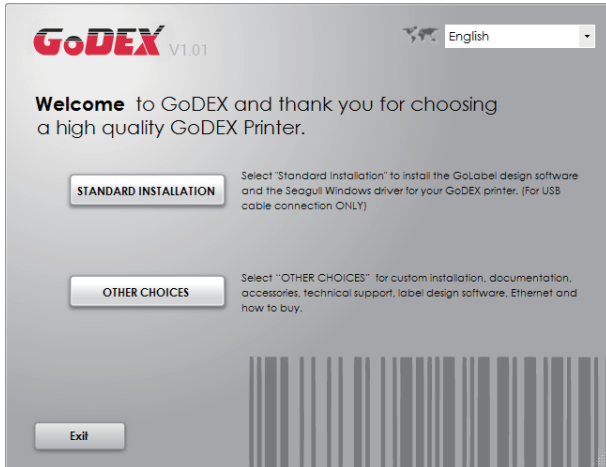 GoDEX V1.01
English
Welcome to GoDEX and thank you for choosing
a high quality GoDEX Printer.
STANDARD INSTALLATION
Select "Standard Installation" to install the GoLabel design software
and the Seagull Windows driver for your GoDEX printer. (For USB
cable connection ONLY)
OTHER CHOICES
Select "OTHER CHOICES" for custom installation, documentation,
accessories, technical support, label design software, Ethernet and
how to buy.
Exit